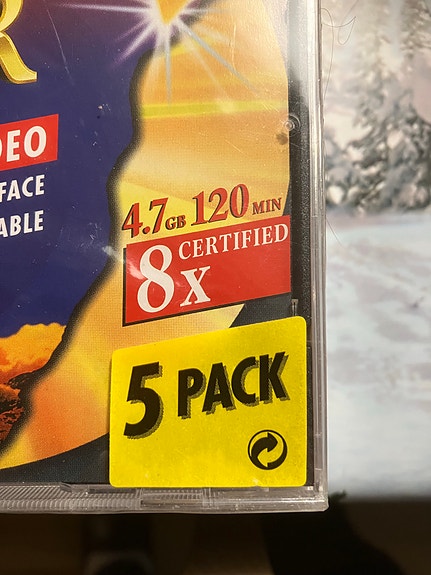 R
DEO
FACE
ABLE
4.7GB 120 MIN
8X CERTIFIED
5 PACK